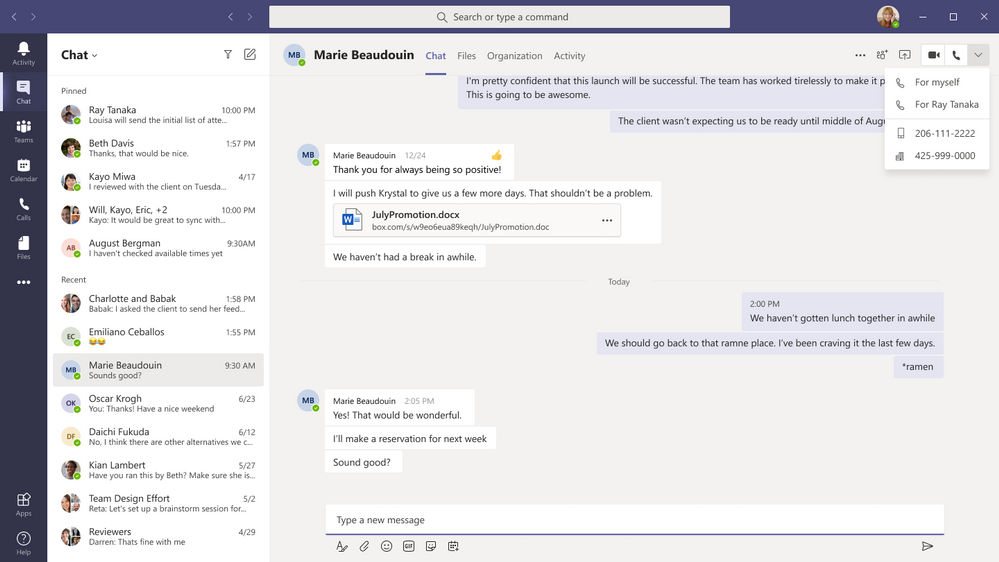 Search or type a command
Activity
Chat
Teams
Calendar
Calls
Files
Apps
Help
Chat
Pinned
Ray Tanaka 10:00 PM
Louisa will send the initial list of atte...
Beth Davis 1:57 PM
Thanks, that would be nice.
Kayo Miwa 4/17
I reviewed with the client on Tuesda...
Will, Kayo, Eric, +2 10:00 PM
Kayo: It would be great to sync with...
AB
August Bergman 9:30AM
I haven't checked available times yet
Recent
Charlotte and Babak 1:58 PM
Babak: I asked the client to send her feed...
EC
Emiliano Ceballos 1:55 PM
😂😂
MB
Marie Beaudouin 9:30 AM
Sounds good?
OK
Oscar Krogh 6/23
You: Thanks! Have a nice weekend
DF
Daichi Fukuda 6/12
No, I think there are other alternatives we c...
Kian Lambert 5/27
Have you ran this by Beth? Make sure she is...
Team Design Effort 5/2
Reta: Let's set up a brainstorm session for...
Reviewers 4/29
Darren: Thats fine with me
MB
Marie Beaudouin Chat Files Organization Activity
For myself
For Ray Tanaka
206-111-2222
425-999-0000
I'm pretty confident that this launch will be successful. The team has worked tirelessly to make it p
This is going to be awesome.
The client wasn't expecting us to be ready until middle of Augu
MB
Marie Beaudouin 12/24 👍
Thank you for always being so positive!
I will push Krystal to give us a few more days. That shouldn't be a problem.
W
JulyPromotion.docx
box.com/s/w9eo6eua89keqh/JulyPromotion.doc
We haven't had a break in awhile.
Today
2:00 PM
We haven't gotten lunch together in awhile
We should go back to that ramne place. I've been craving it the last few days.
*ramen
MB
Marie Beaudouin 2:05 PM
Yes! That would be wonderful.
I'll make a reservation for next week
Sound good?
Type a new message
GIF